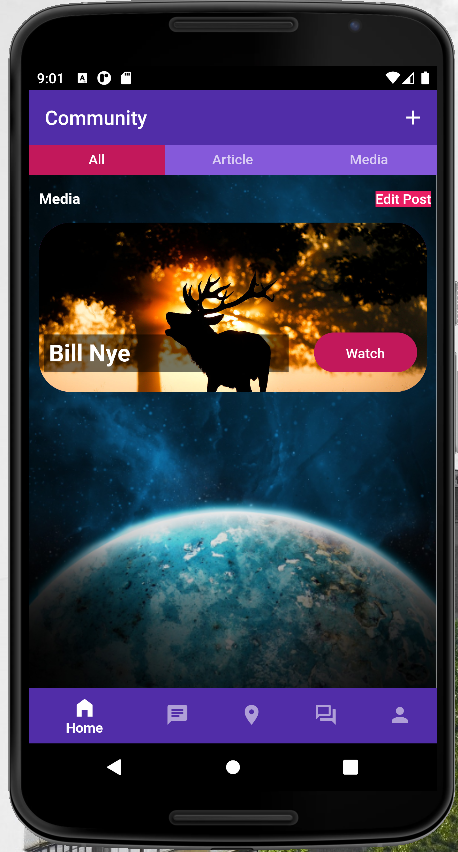 9:01
Community
+
All Article Media
Media Edit Post
Bill Nye Watch
Home